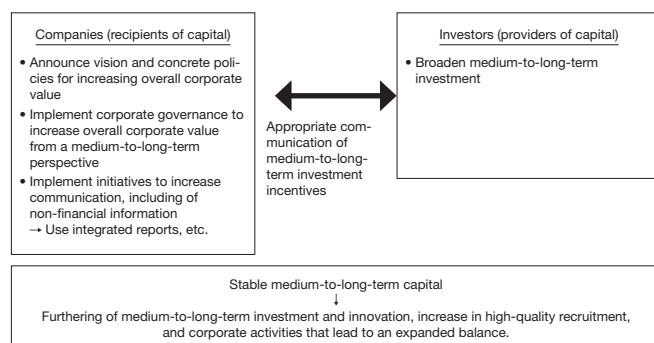 Companies (recipients of capital)
• Announce vision and concrete poli-
cies for increasing overall corporate
value
• Implement corporate governance to
increase overall corporate value
from a medium-to-long-term
perspective
• Implement initiatives to increase
communication, including of
non-financial information
→ Use integrated reports, etc.
Appropriate com-
munication of
medium-to-long-
term investment
incentives
Investors (providers of capital)
• Broaden medium-to-long-term
investment
Stable medium-to-long-term capital
↓
Furthering of medium-to-long-term investment and innovation, increase in high-quality recruitment,
and corporate activities that lead to an expanded balance.